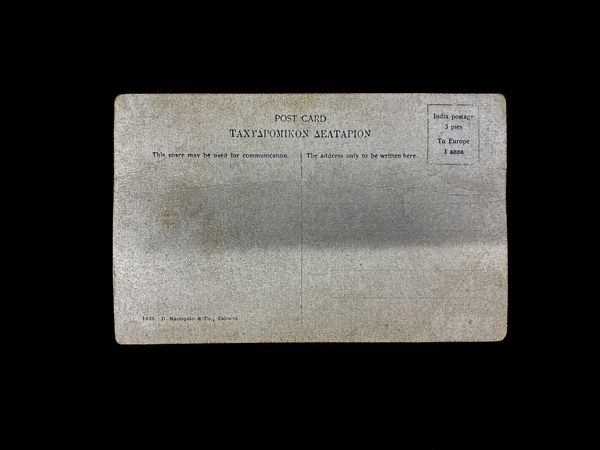 POST CARD
ΤΑΧΥΔΡΟΜΙΚΟΝ ΔΕΛΤΑΡΙΟΝ
This space may be used for communication.
The address only to be written here.
India postage
3 pies
To Europe
1 anna
D. Macropolo & Co., Calcutta